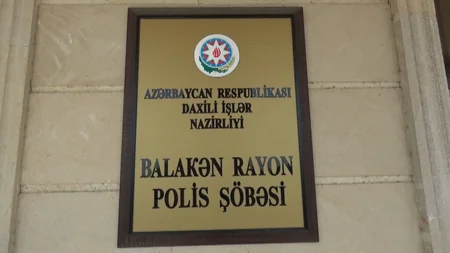 AZƏRBAYCAN RESPUBLİKASI
DAXİLİ İŞLƏR
NAZİRLİYİ
BALAKƏN RAYON
POLİS ŞÖBƏSİ